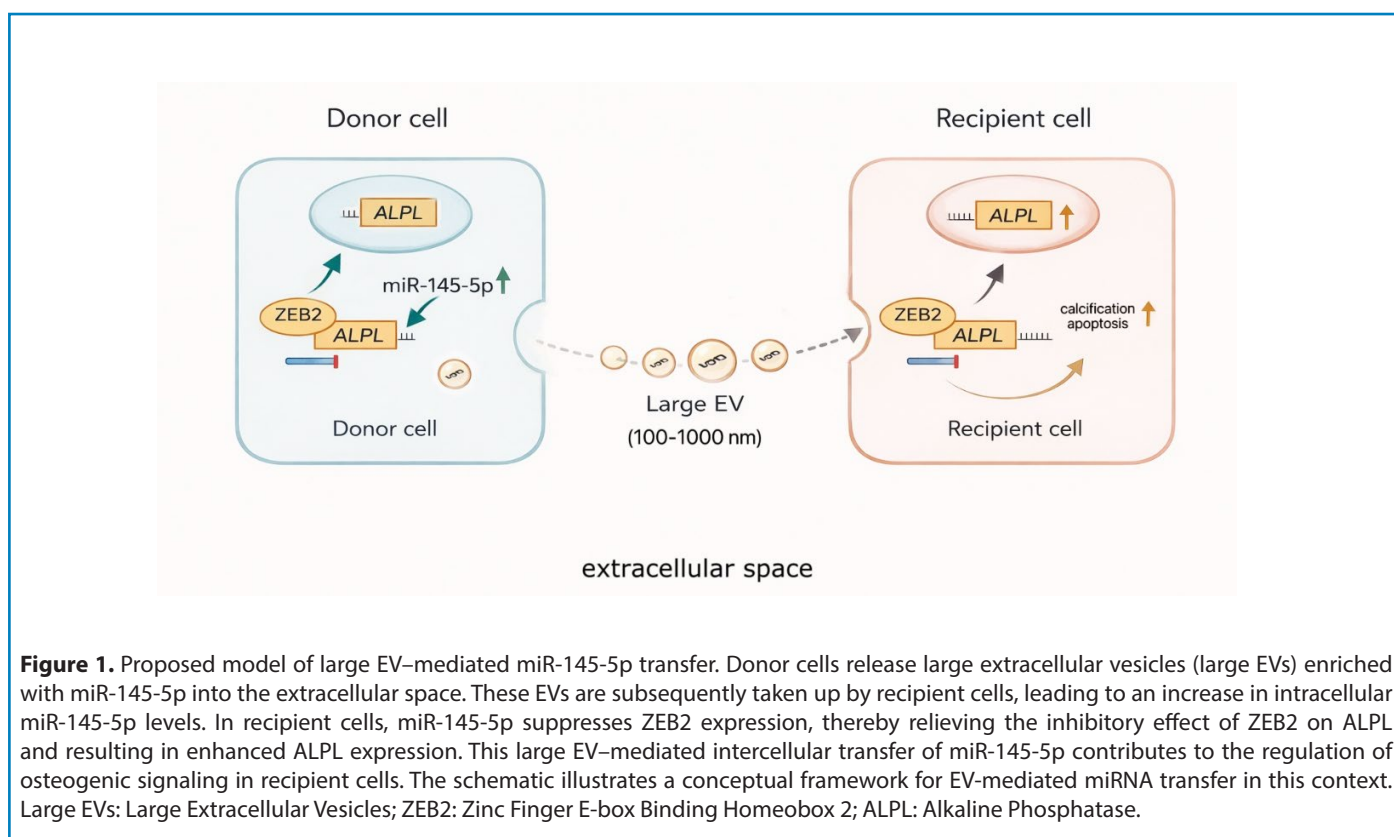 Donor cell
Recipient cell
ALPL
ALPL
miR-145-5p
ZEB2
ALPL
ZEB2
ALPL
calcification
apoptosis
Donor cell
Large EV
(100-1000 nm)
Recipient cell
extracellular space
Figure 1. Proposed model of large EV–mediated miR-145-5p transfer. Donor cells release large extracellular vesicles (large EVs) enriched
with miR-145-5p into the extracellular space. These EVs are subsequently taken up by recipient cells, leading to an increase in intracellular
miR-145-5p levels. In recipient cells, miR-145-5p suppresses ZEB2 expression, thereby relieving the inhibitory effect of ZEB2 on ALPL
and resulting in enhanced ALPL expression. This large EV–mediated intercellular transfer of miR-145-5p contributes to the regulation of
osteogenic signaling in recipient cells. The schematic illustrates a conceptual framework for EV-mediated miRNA transfer in this context.
Large EVs: Large Extracellular Vesicles; ZEB2: Zinc Finger E-box Binding Homeobox 2; ALPL: Alkaline Phosphatase.